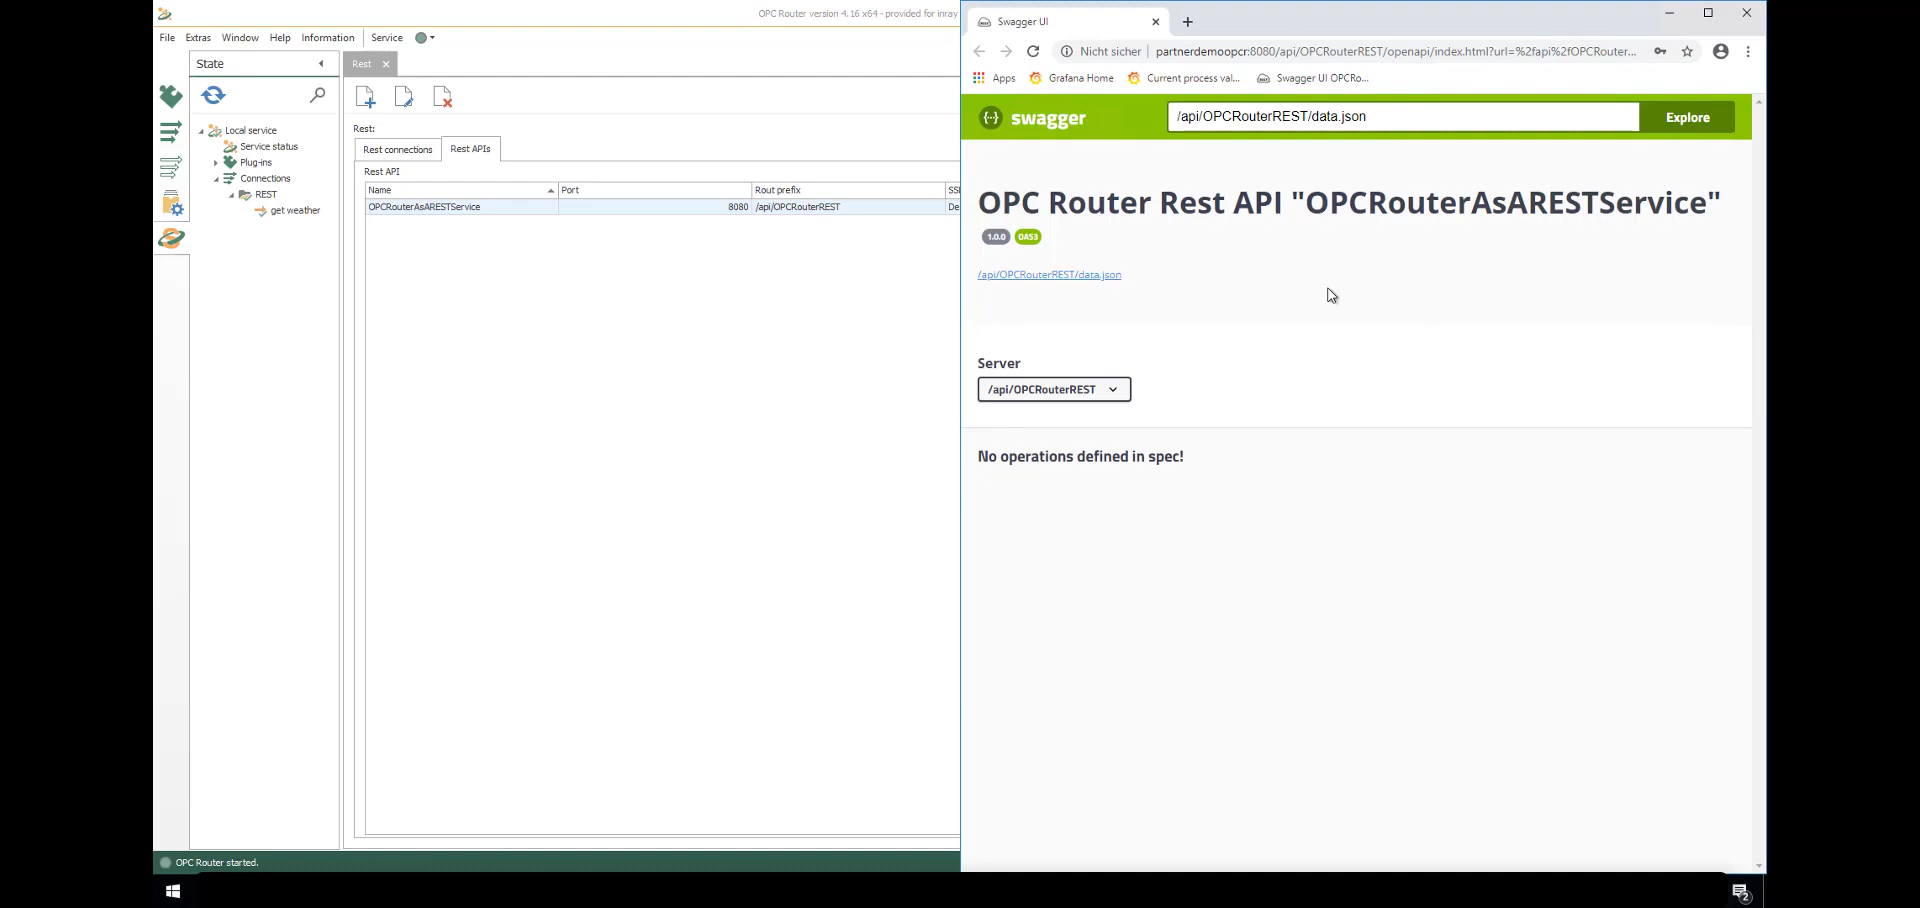 OPC Router version 4.16 x64 - provided for inray
File Extras Window Help Information Service
State
Rest
Local service
Service status
Plug-ins
Connections
REST
get weather
Rest:
Rest connections Rest APIs
Rest API
Name Port Rout prefix SSl
OPCRouterAsARESTService 8080 /api/OPCRouterREST De
OPC Router started.
Swagger UI
Nicht sicher partnerdemoopcr:8080/api/OPCRouterREST/openapi/index.html?url=%2fapi%2fOPCRouter...
Apps Grafana Home Current process val... Swagger UI OPCRo...
swagger /api/OPCRouterREST/data.json Explore
OPC Router Rest API "OPCRouterAsARESTService"
1.0.0 OAS3
/api/OPCRouterREST/data.json
Server
/api/OPCRouterREST
No operations defined in spec!
2